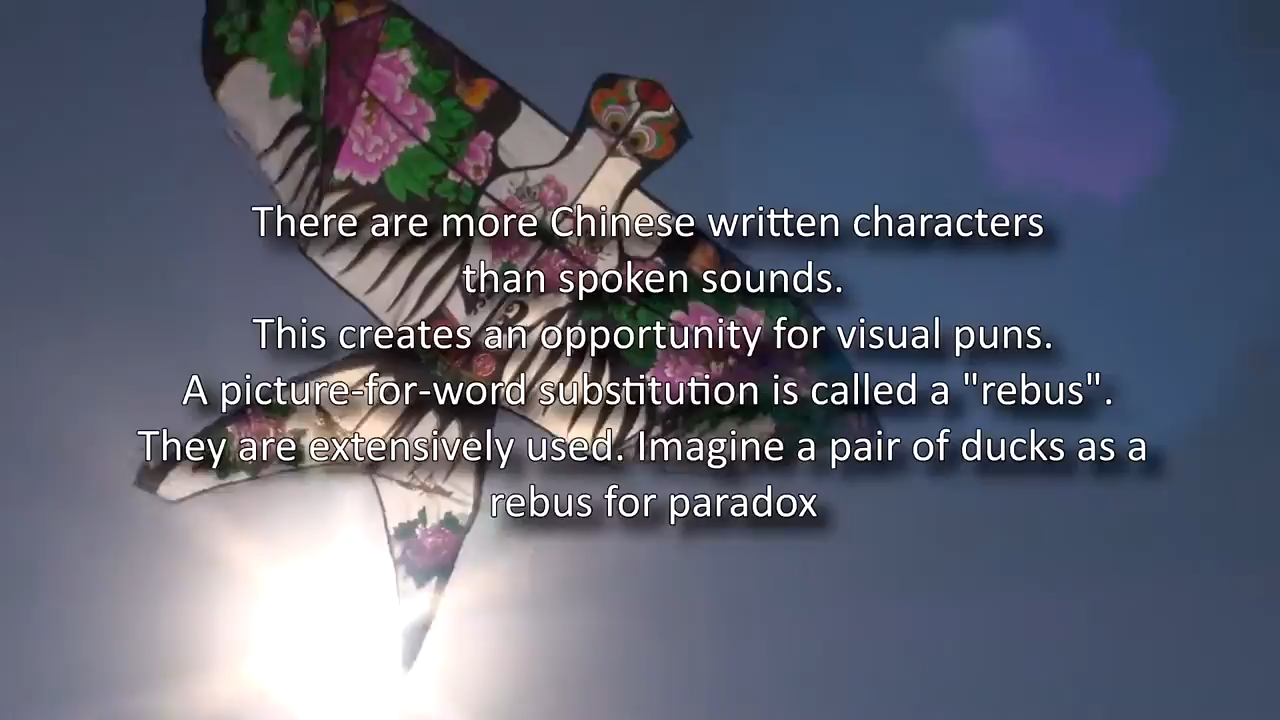 There are more Chinese written characters
than spoken sounds.
This creates an opportunity for visual puns.
A picture-for-word substitution is called a "rebus".
They are extensively used. Imagine a pair of ducks as a
rebus for paradox